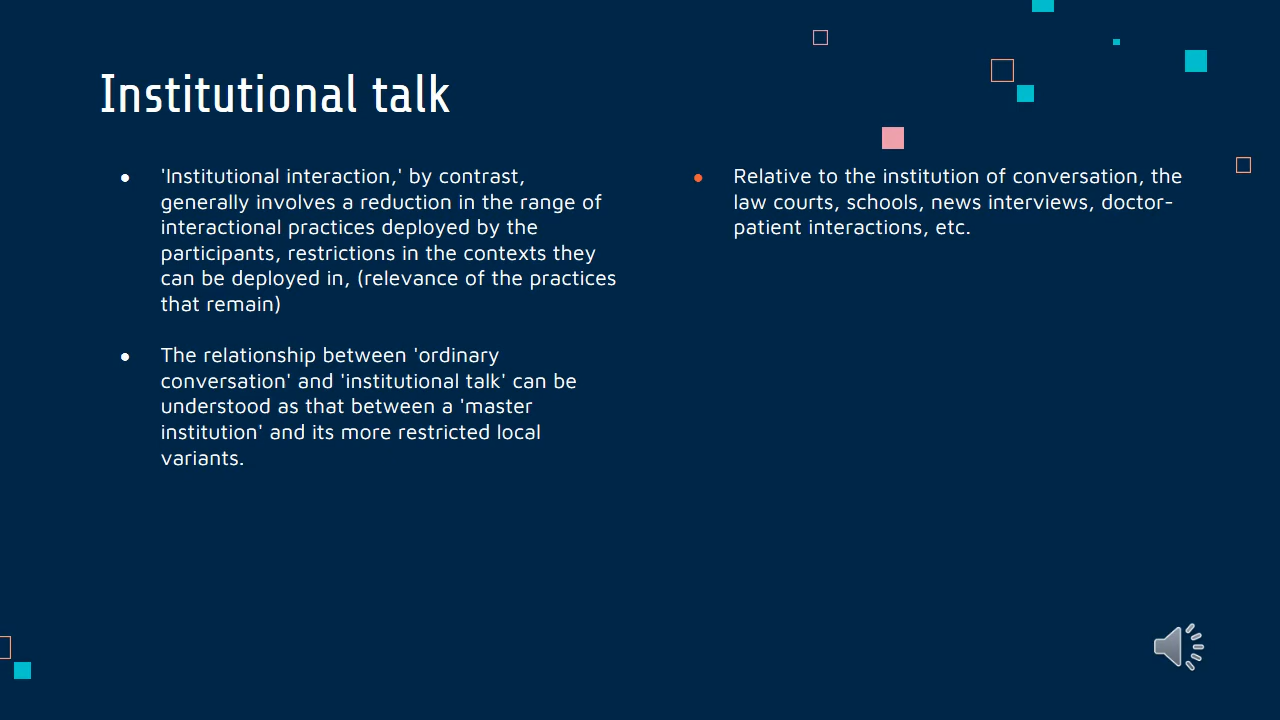 Institutional talk
● 'Institutional interaction,' by contrast,
generally involves a reduction in the range of
interactional practices deployed by the
participants, restrictions in the contexts they
can be deployed in, (relevance of the practices
that remain)
● The relationship between 'ordinary
conversation' and 'institutional talk' can be
understood as that between a 'master
institution' and its more restricted local
variants.
● Relative to the institution of conversation, the
law courts, schools, news interviews, doctor-
patient interactions, etc.